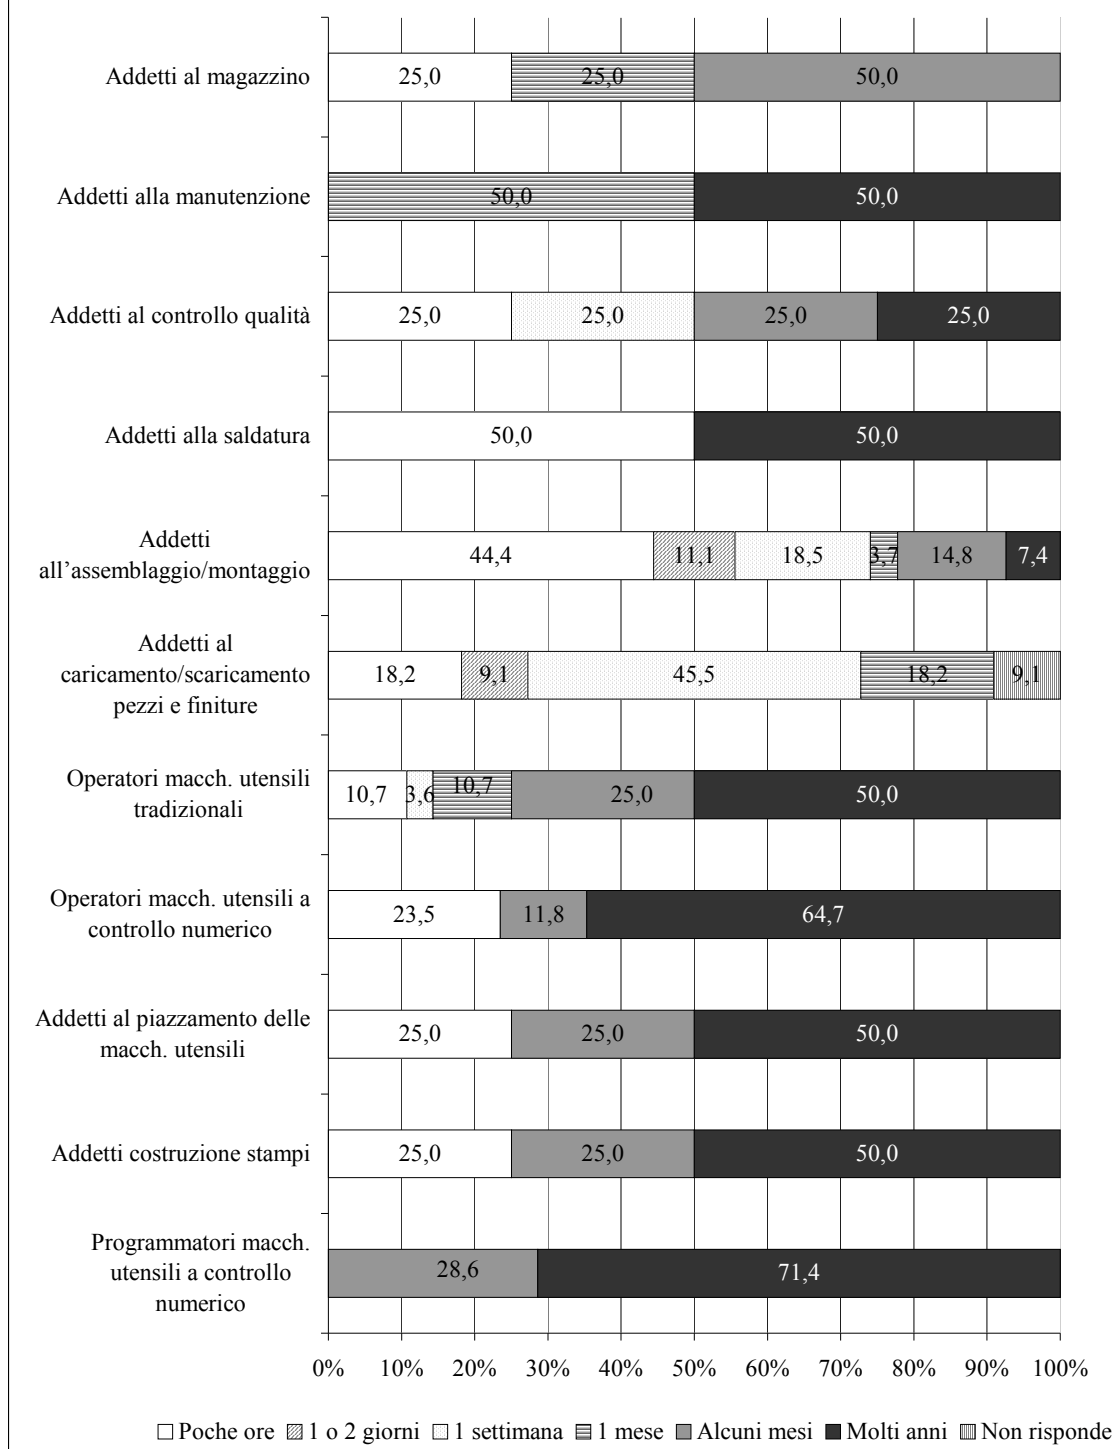 Addetti al magazzino
25,0 25,0 50,0
Addetti alla manutenzione
50,0 50,0
Addetti al controllo qualità
25,0 25,0 25,0 25,0
Addetti alla saldatura
50,0 50,0
Addetti
all’assemblaggio/montaggio
44,4 11,1 18,5 3,7 14,8 7,4
Addetti al
caricamento/scaricamento
pezzi e finiture
18,2 9,1 45,5 18,2 9,1
Operatori macch. utensili
tradizionali
10,7 3,6 10,7 25,0 50,0
Operatori macch. utensili a
controllo numerico
23,5 11,8 64,7
Addetti al piazzamento delle
macch. utensili
25,0 25,0 50,0
Addetti costruzione stampi
25,0 25,0 50,0
Programmatori macch.
utensili a controllo
numerico
28,6 71,4
0% 10% 20% 30% 40% 50% 60% 70% 80% 90% 100%
Poche ore 1 o 2 giorni 1 settimana 1 mese Alcuni mesi Molti anni Non risponde